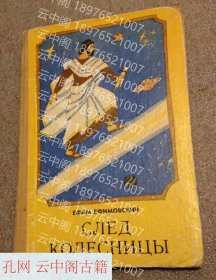 云中阁 18976521007
ЕФИМ ЕФИМОВСКИЙ
СЛЕД
КОЛЕСНИЦЫ
孔网 云中阁古籍